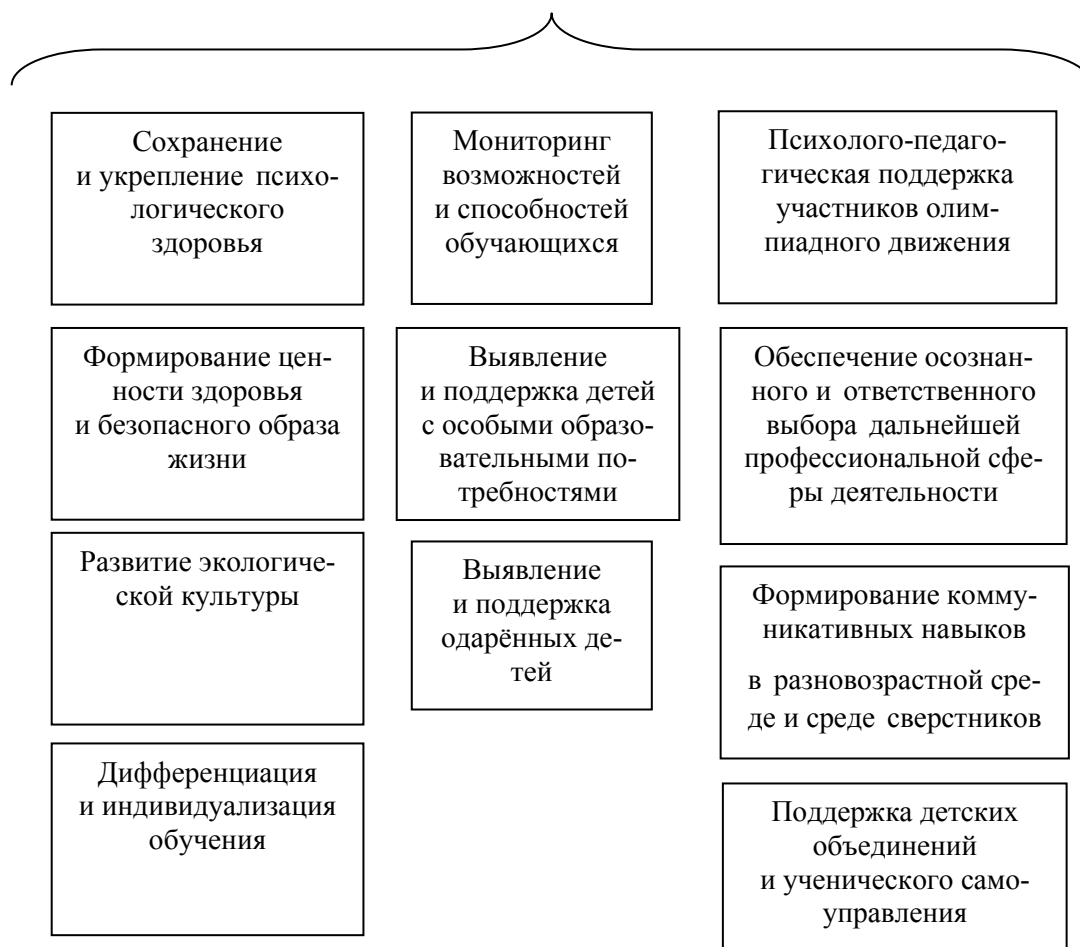 Сохранение
и укрепление психо-
логического
здоровья
Мониторинг
возможностей
и способностей
обучающихся
Психолого-педаго-
гическая поддержка
участников олим-
пиадного движения
Формирование цен-
ности здоровья
и безопасного образа
жизни
Выявление
и поддержка детей
с особыми образо-
вательными по-
требностями
Обеспечение осознан-
ного и ответственного
выбора дальнейшей
профессиональной сфе-
ры деятельности
Развитие экологиче-
ской культуры
Выявление
и поддержка
одарённых де-
тей
Формирование комму-
никативных навыков
в разновозрастной сре-
де и среде сверстников
Дифференциация
и индивидуализация
обучения
Поддержка детских
объединений
и ученического само-
управления